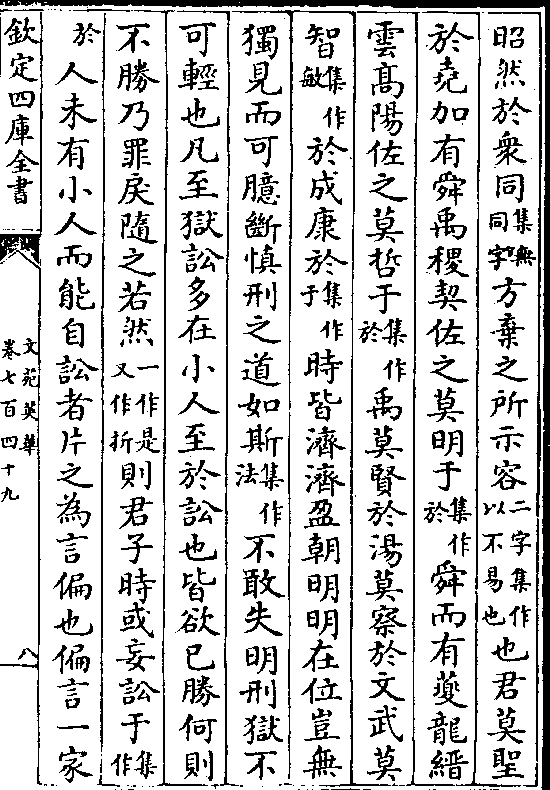 昭然於衆同集無同字方棄之所示容二字集作以不易也也君莫聖
於堯加有舜禹稷契佐之莫明于集作於舜而有夔龍縉
雲髙陽佐之莫哲于集作於禹莫賢於湯莫察於文武莫
智集作敏於成康於集作于時皆濟濟盈朝明明在位豈無
獨見而可臆斷慎刑之道如斯集作法不敢失明刑獄不
可輕也凡至獄訟多在小人至於訟也皆欲已勝何則
不勝乃罪戾隨之若然一作是又作折則君子時或妄訟于集作
於人未有小人而能自訟者片之為言偏也偏言一家
欽定四庫全書
文苑英華
卷七百四十九
八